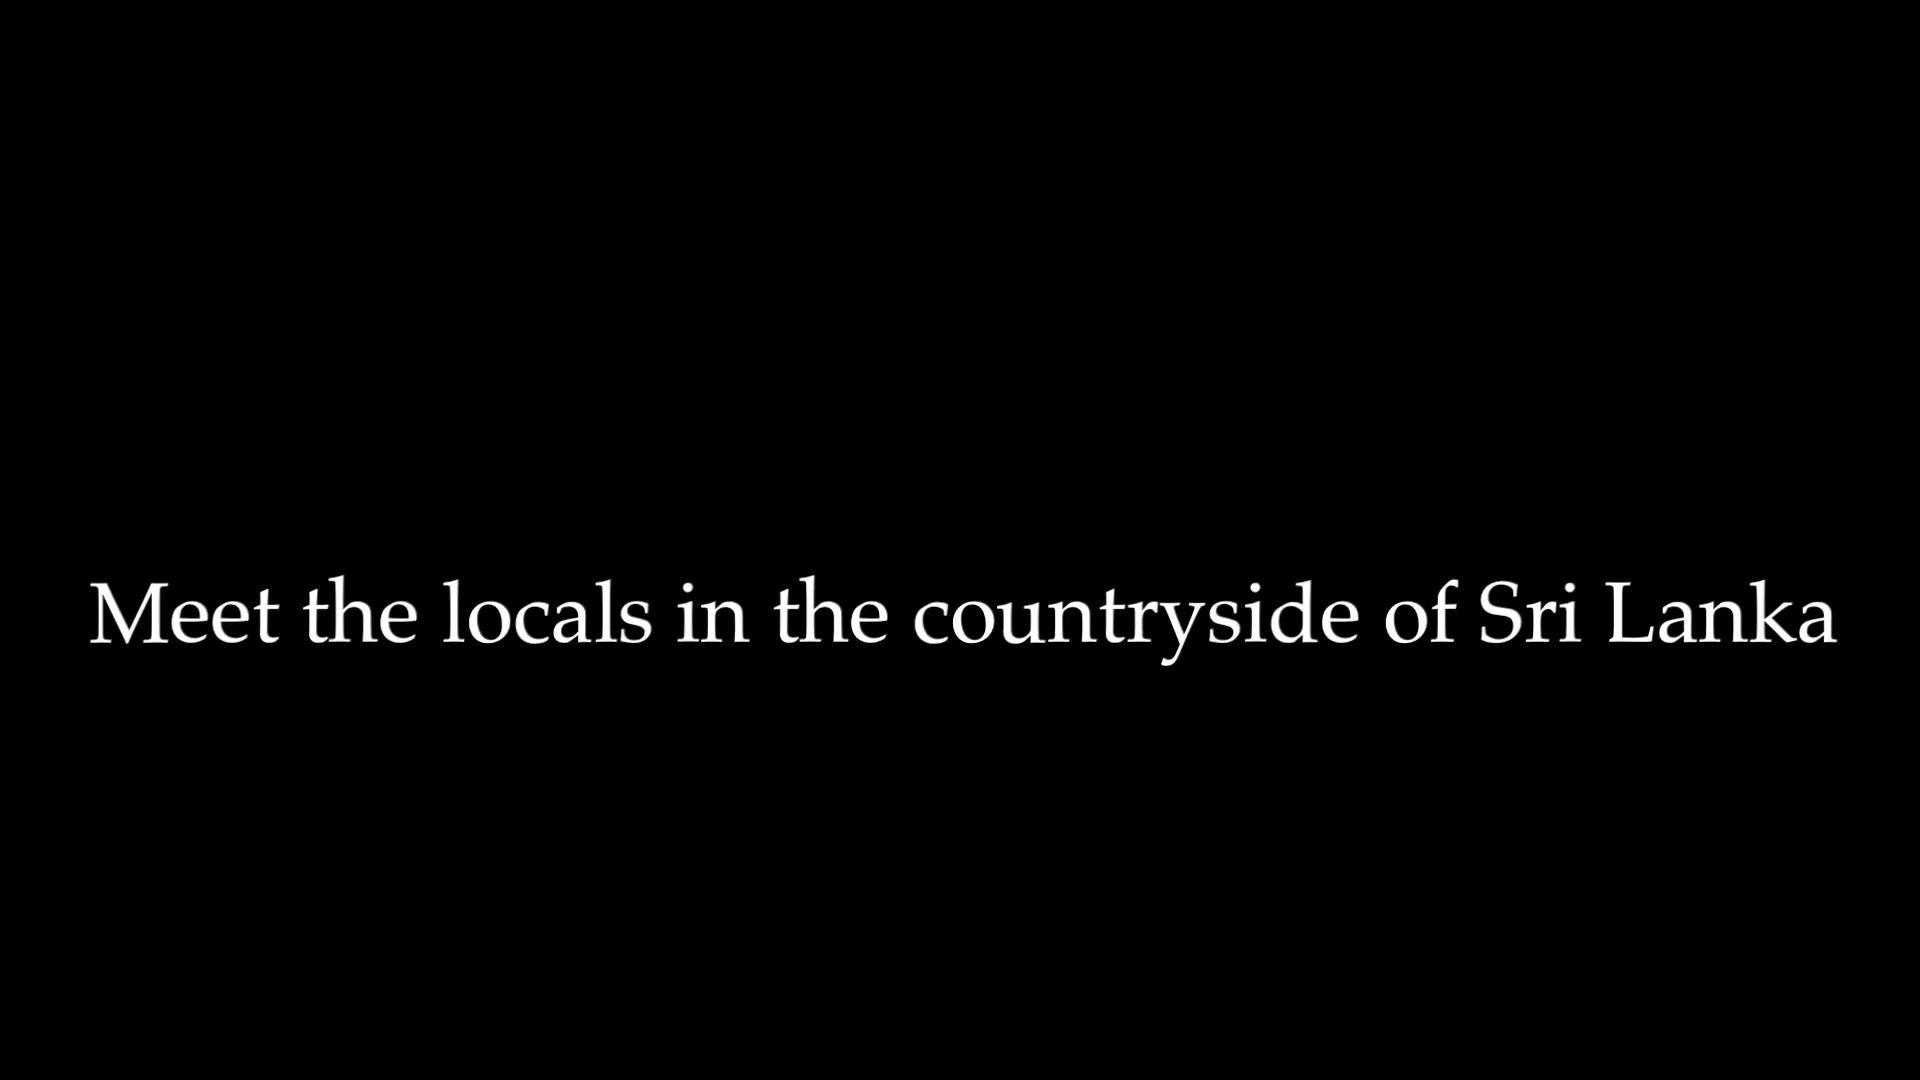 Meet the locals in the countryside of Sri Lanka